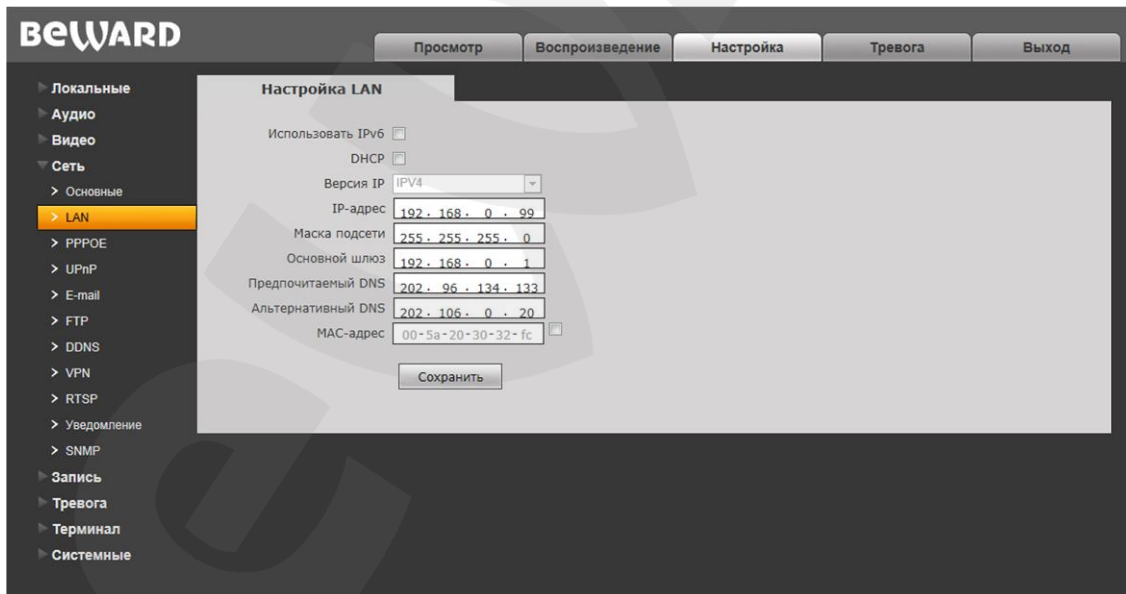 BEWARD
Просмотр Воспроизведение Настройка Тревога Выход
Локальные
Аудио
Видео
Сеть
> Основные
> LAN
> PPPOE
> UPnP
> E-mail
> FTP
> DDNS
> VPN
> RTSP
> Уведомление
> SNMP
Запись
Тревога
Терминал
Системные
Настройка LAN
Использовать IPv6
DHCP
Версия IP IPV4
IP-адрес 192. 168. 0 . 99
Маска подсети 255. 255. 255. 0
Основной шлюз 192. 168. 0 . 1
Предпочитаемый DNS 202. 96 . 134. 133
Альтернативный DNS 202. 106. 0 . 20
MAC-адрес 00-5a-20-30-32-fc
Сохранить